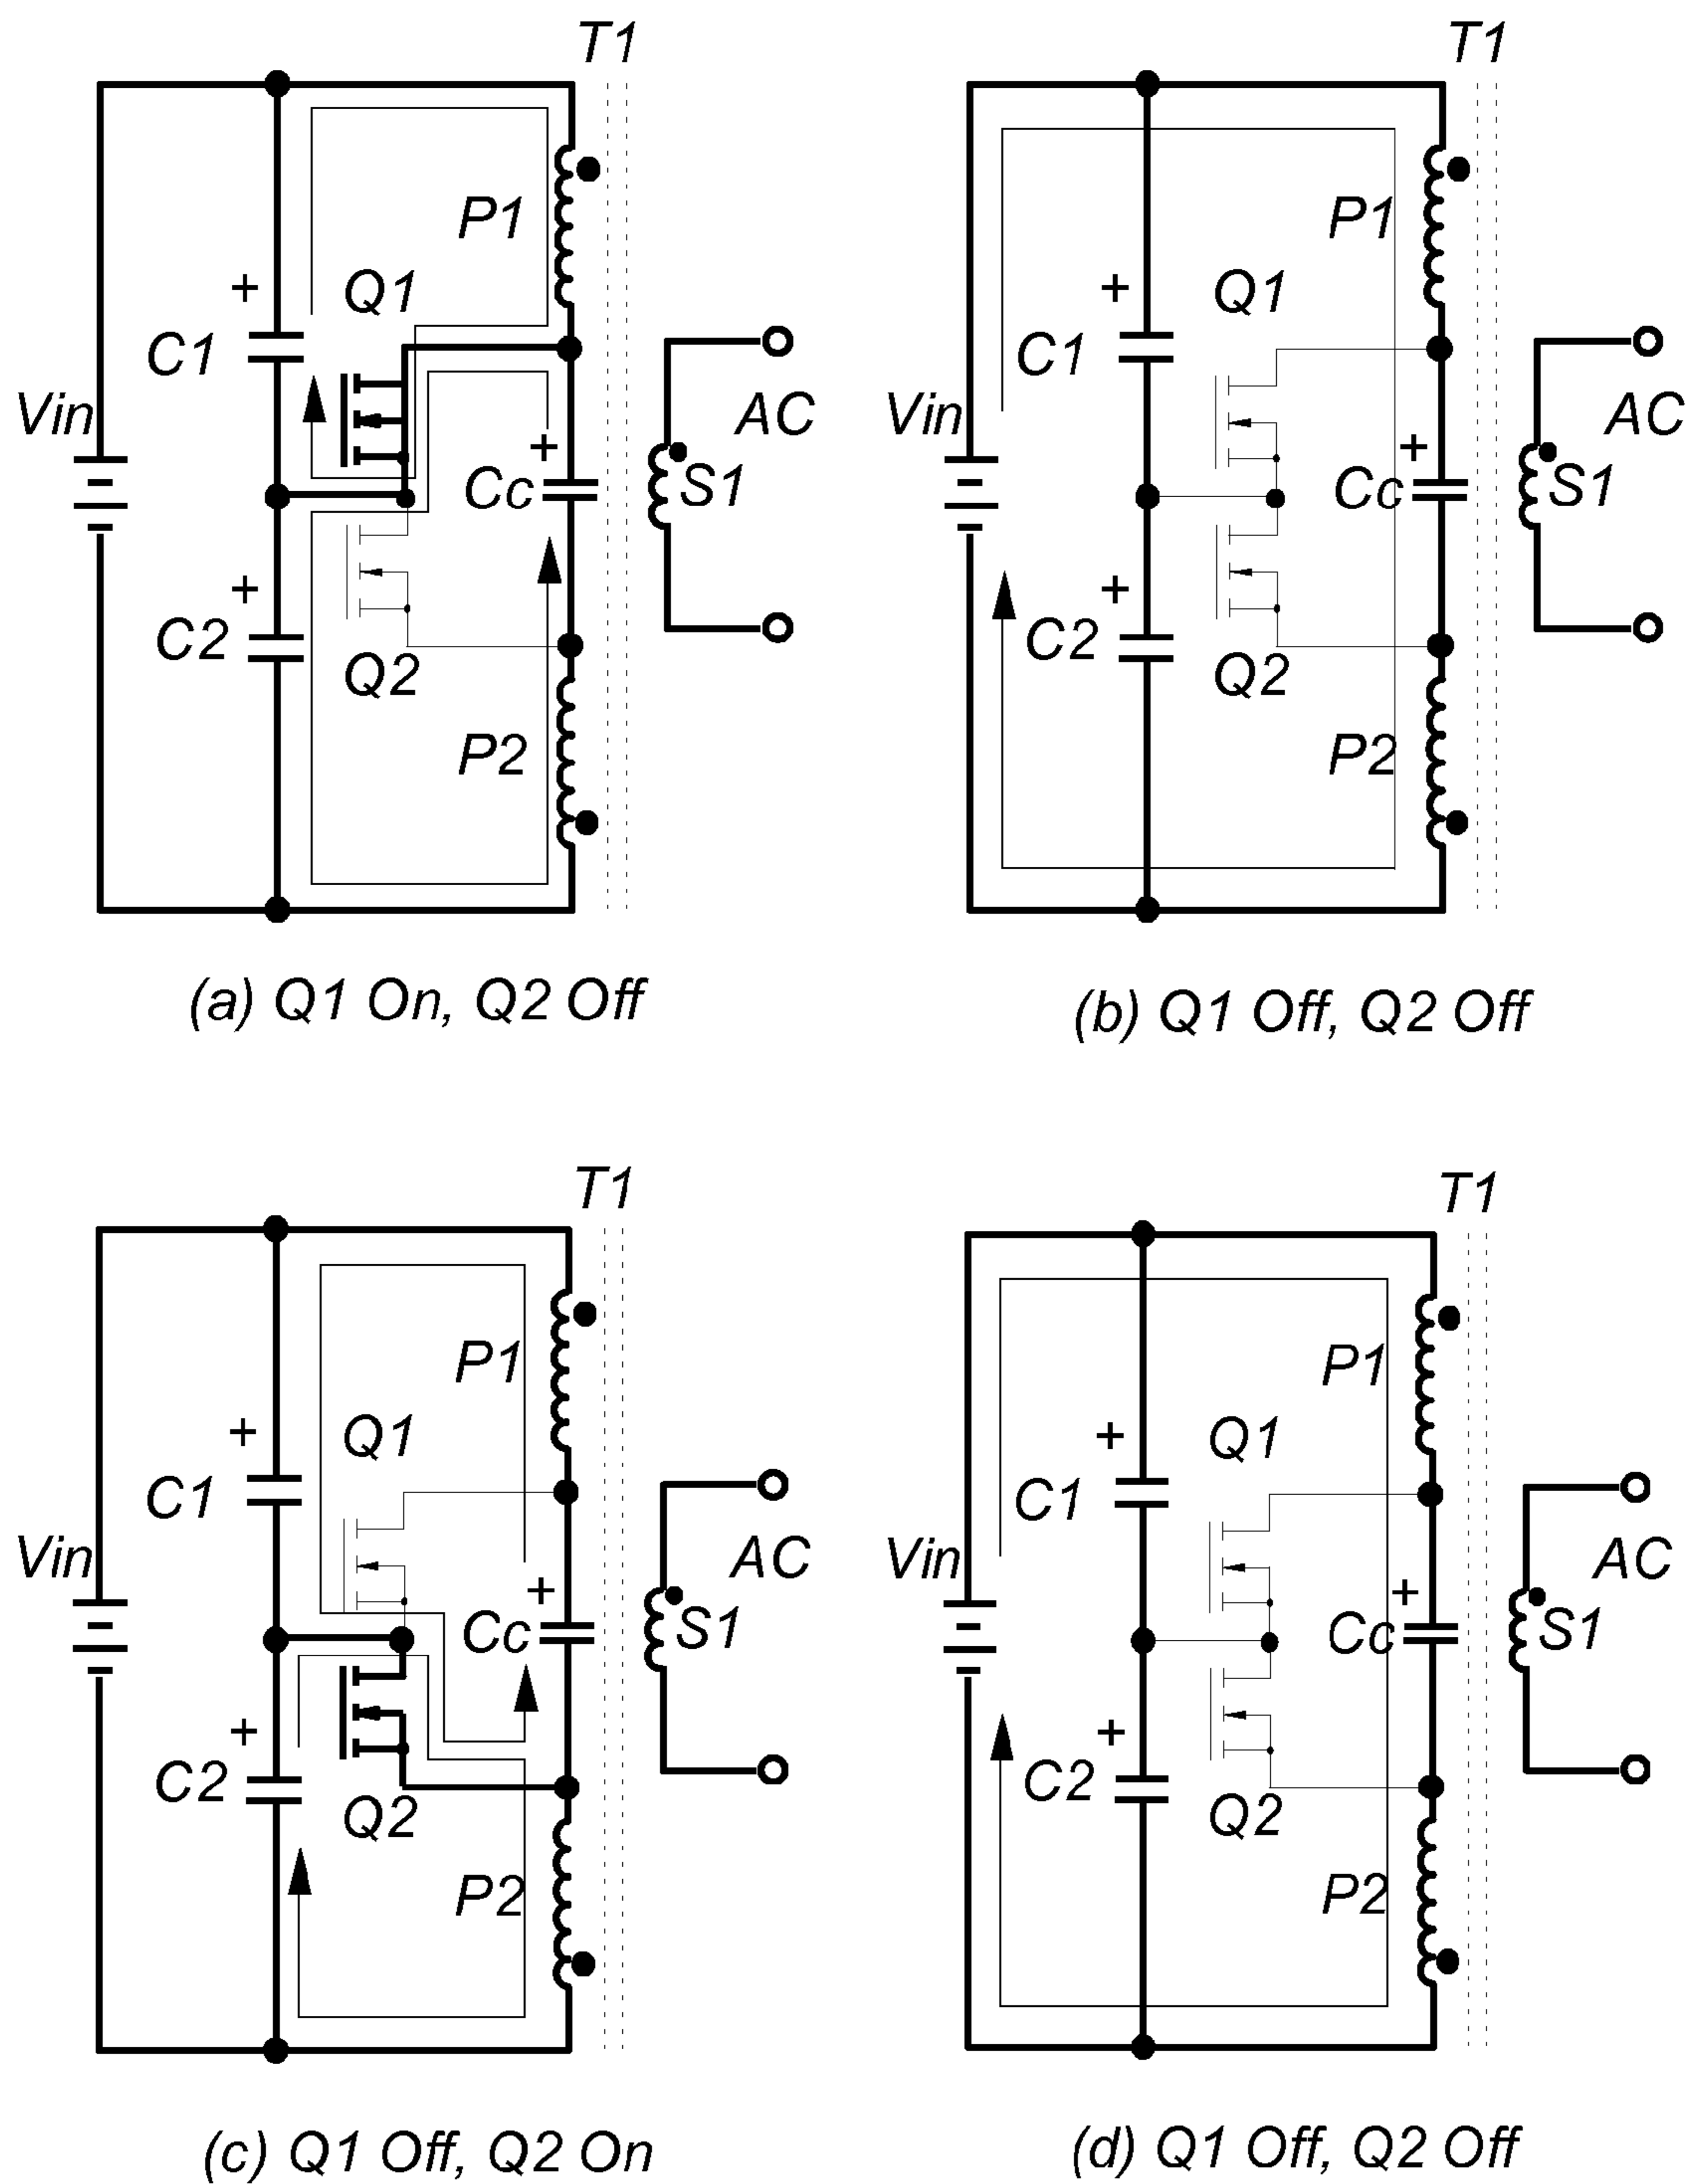 T1
P1
+
Q1
C1
Vin
AC
+
Cc
S1
+
C2
Q2
P2
(a) Q1 On, Q2 Off
T1
P1
+
Q1
C1
Vin
AC
+
Cc
S1
+
C2
Q2
P2
(b) Q1 Off, Q2 Off
T1
P1
+
Q1
C1
Vin
AC
+
Cc
S1
+
C2
Q2
P2
(c) Q1 Off, Q2 On
T1
P1
+
Q1
C1
Vin
AC
+
Cc
S1
+
C2
Q2
P2
(d) Q1 Off, Q2 Off